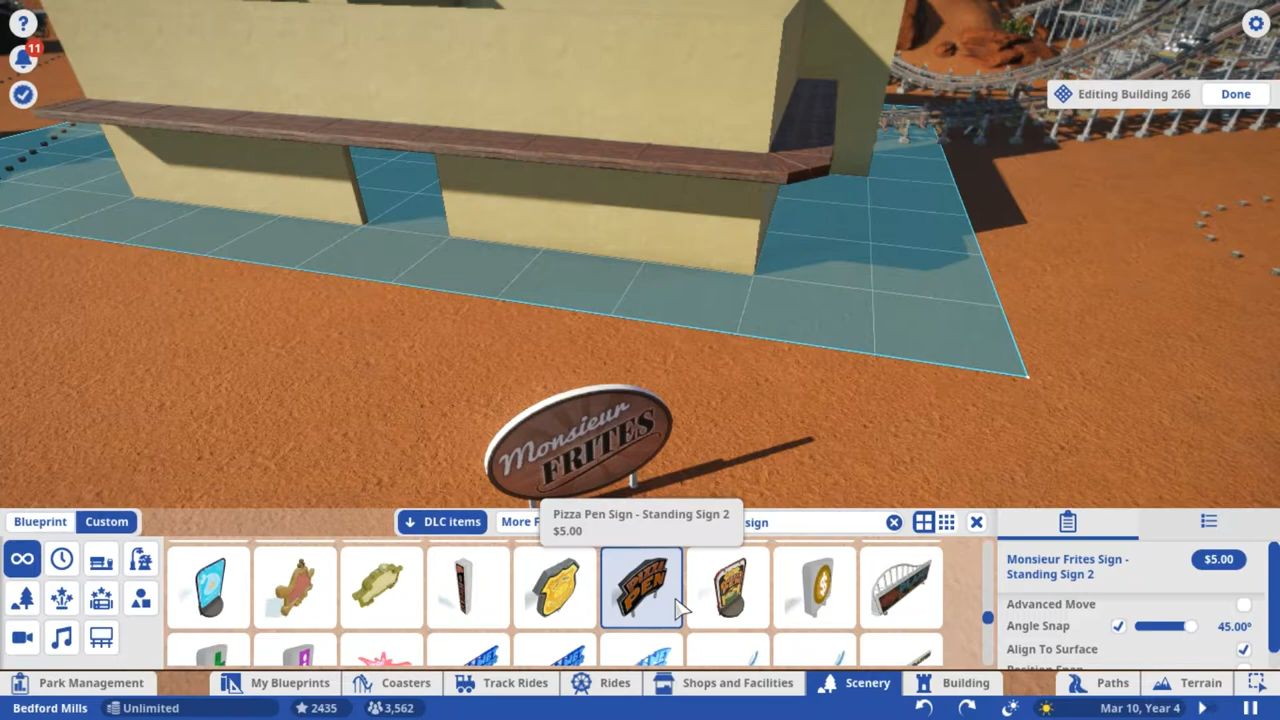 ?
11
Editing Building 266
Done
Monsieur
FRITES
Pizza Pen Sign - Standing Sign 2
$5.00
Blueprint
Custom
DLC items
More F
sign
PIZZA
PEN
Monsieur Frites Sign -
Standing Sign 2
$5.00
Advanced Move
Angle Snap
45.00°
Align To Surface
Park Management
My Blueprints
Coasters
Track Rides
Rides
Shops and Facilities
Scenery
Building
Paths
Terrain
Bedford Mills
Unlimited
2435
3,562
Mar 10, Year 4